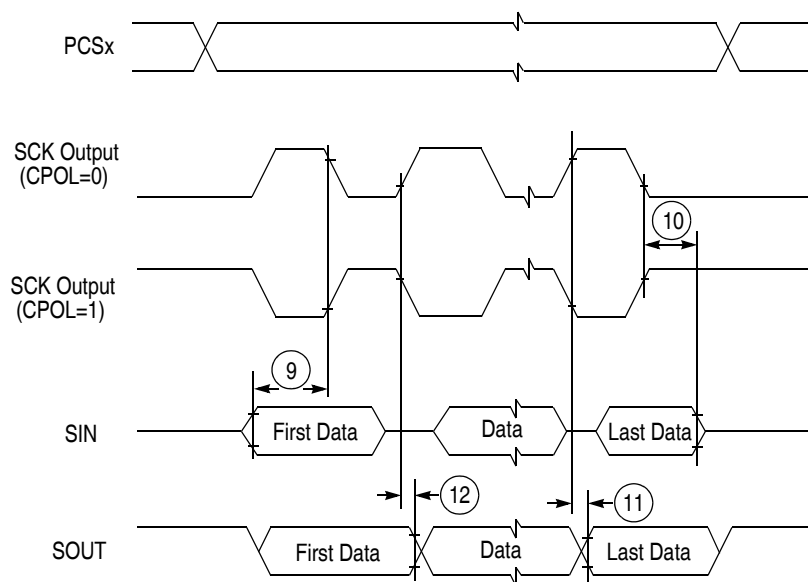 PCSx
SCK Output
(CPOL=0)
10
SCK Output
(CPOL=1)
9
SIN
First Data
Data
Last Data
12
11
SOUT
First Data
Data
Last Data